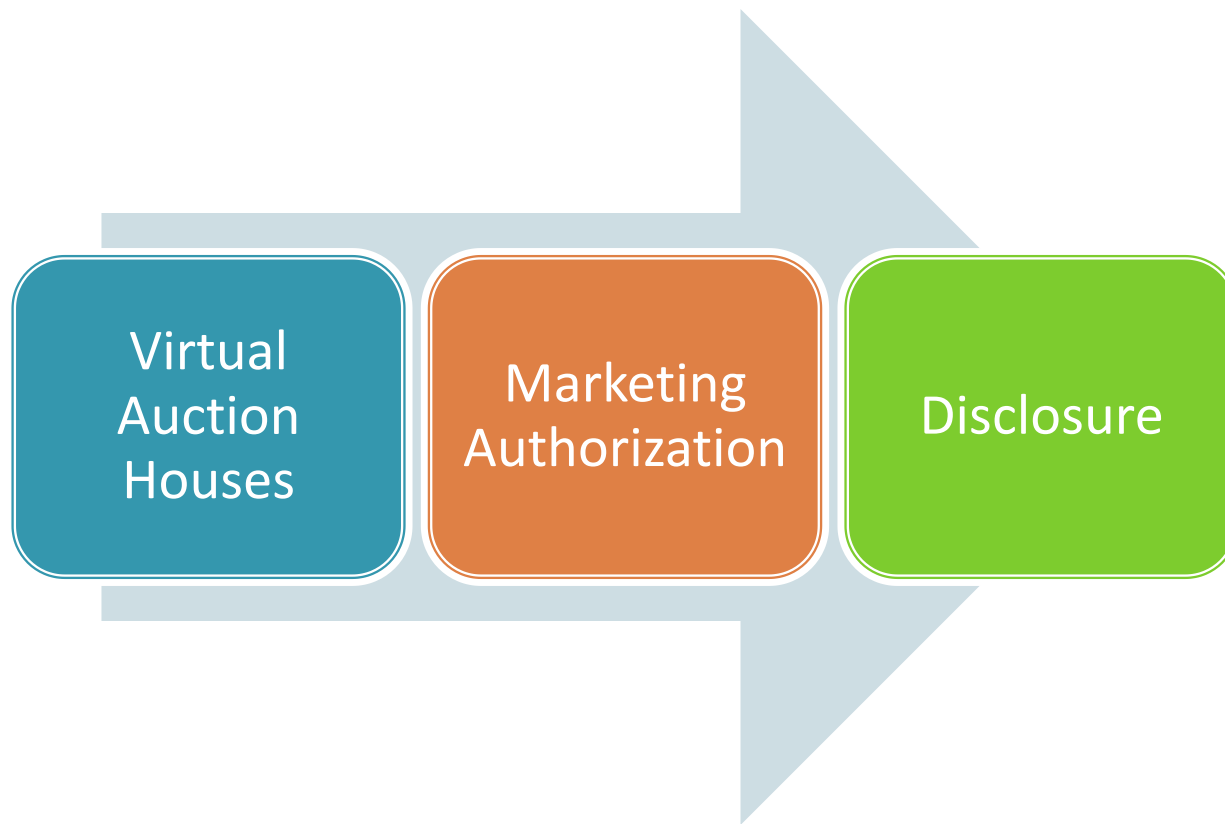 Virtual
Auction
Houses
Marketing
Authorization
Disclosure